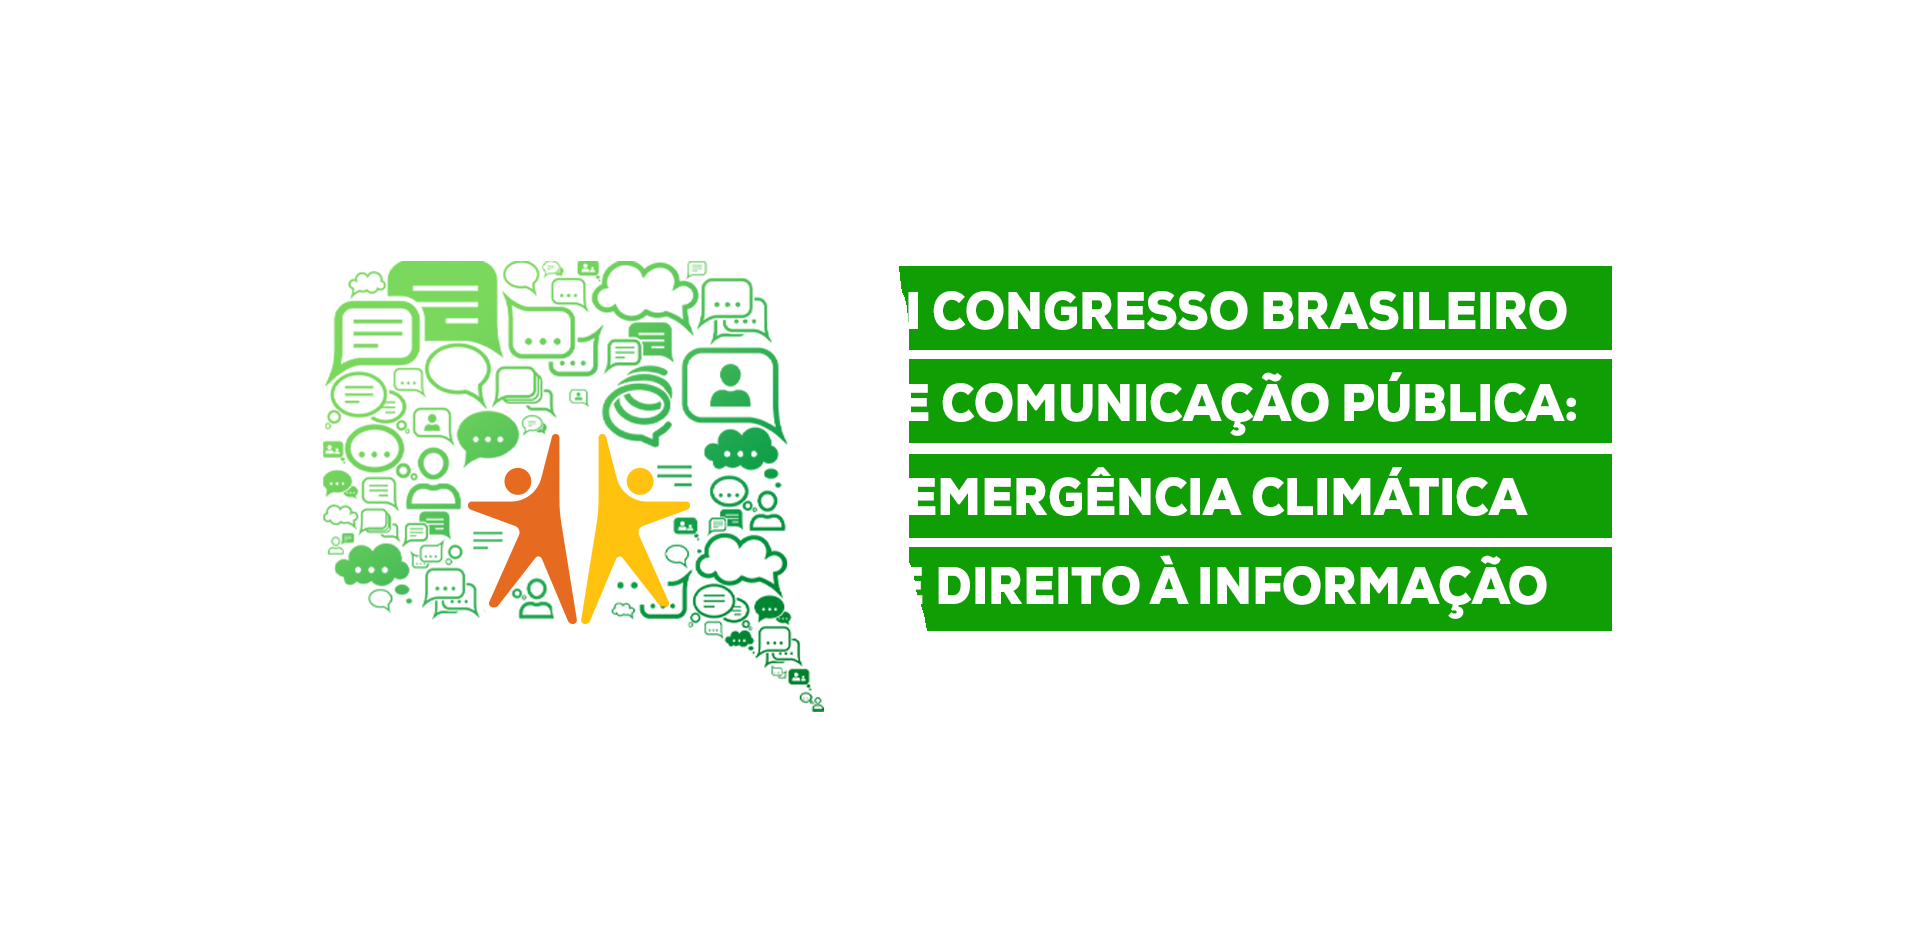 I CONGRESSO BRASILEIRO
E COMUNICAÇÃO PÚBLICA:
EMERGÊNCIA CLIMÁTICA
E DIREITO À INFORMAÇÃO